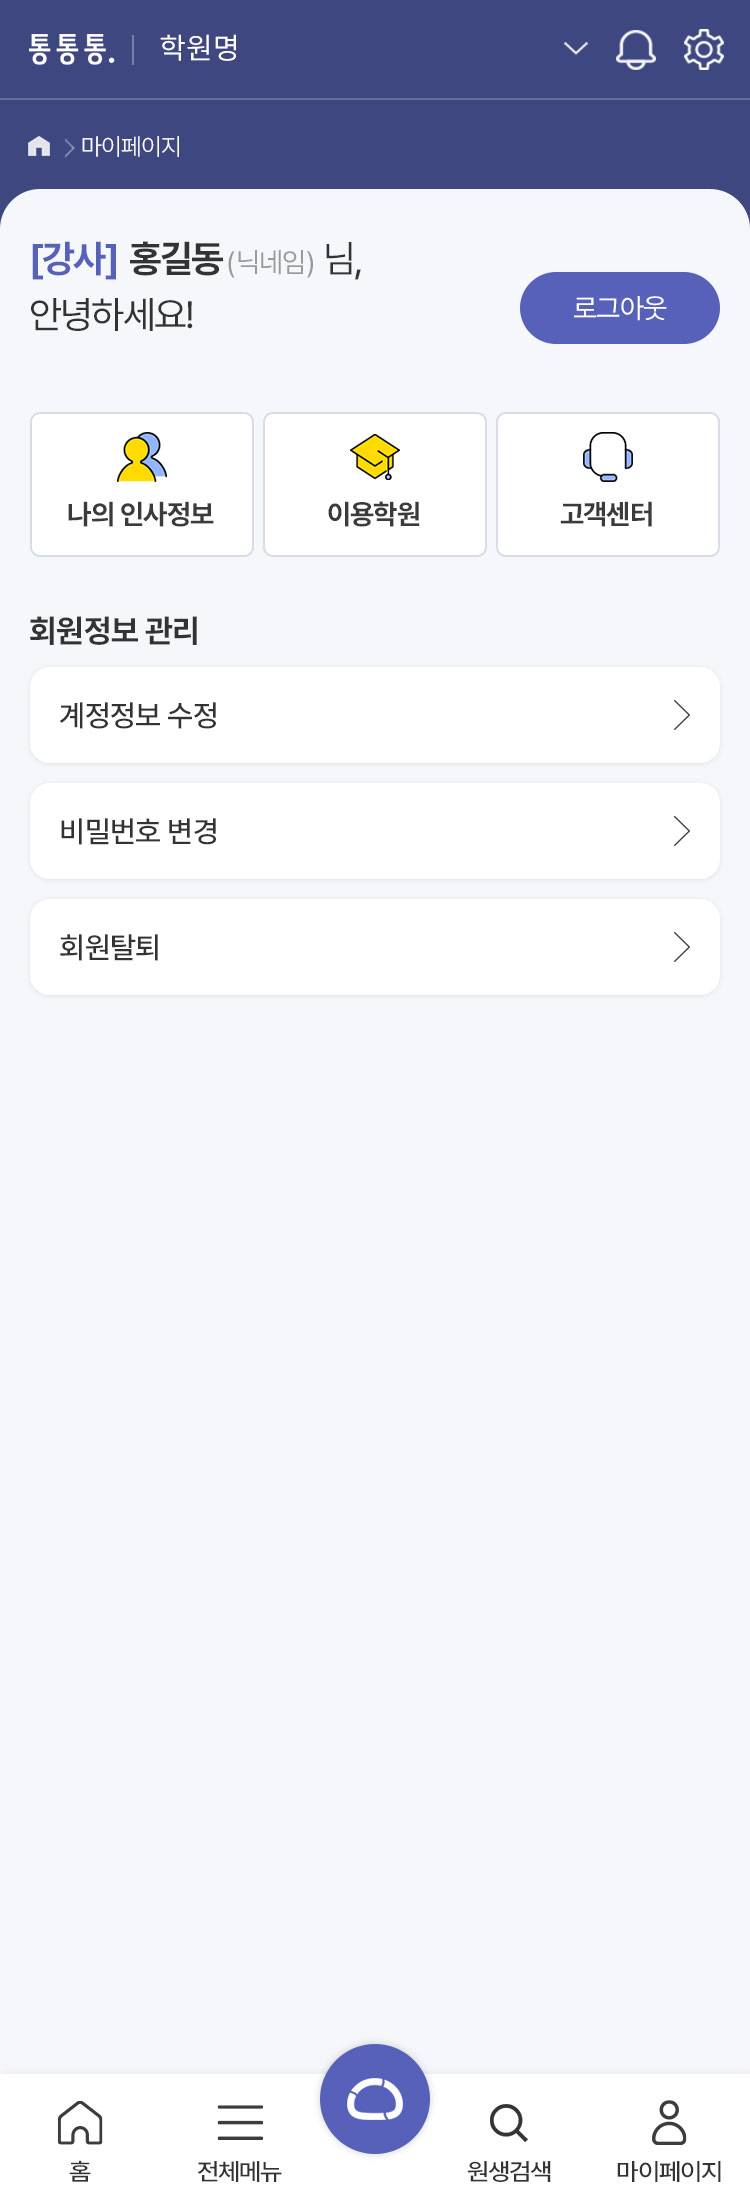 통통통. 학원명
마이페이지
[강사] 홍길동(닉네임) 님,
안녕하세요!
로그아웃
나의 인사정보
이용학원
고객센터
회원정보 관리
계정정보 수정
비밀번호 변경
회원탈퇴
홈
전체메뉴
원생검색
마이페이지